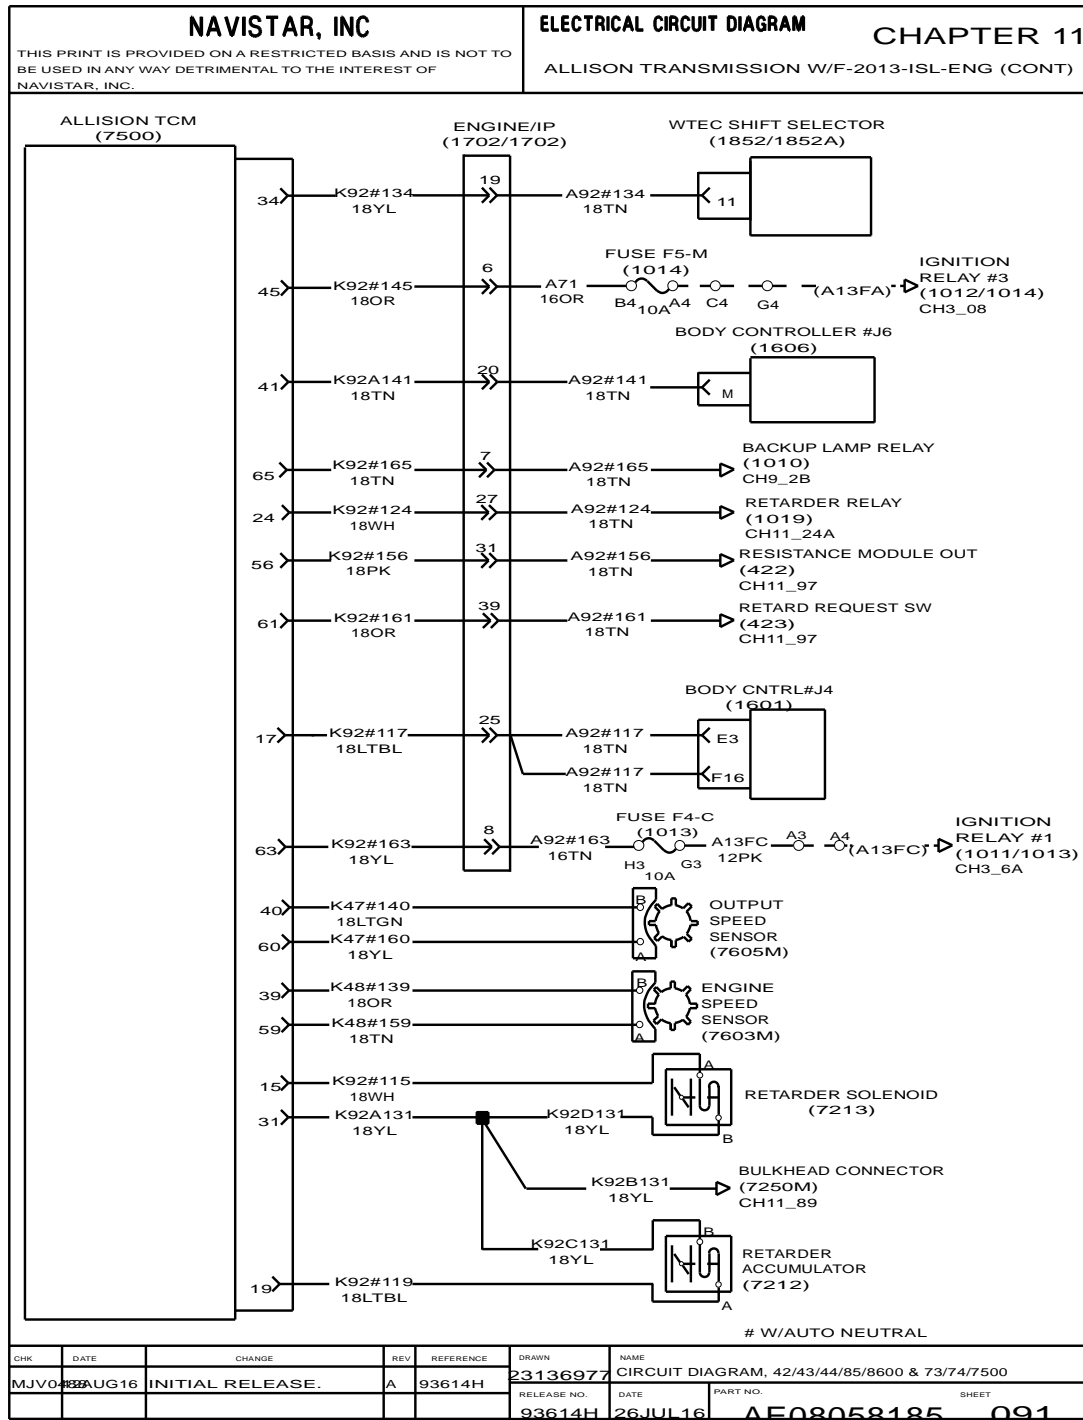 NAVISTAR, INC
THIS PRINT IS PROVIDED ON A RESTRICTED BASIS AND IS NOT TO
BE USED IN ANY WAY DETRIMENTAL TO THE INTEREST OF
NAVISTAR, INC.
ELECTRICAL CIRCUIT DIAGRAM
CHAPTER 11
ALLISON TRANSMISSION W/F-2013-ISL-ENG (CONT)
ALLISION TCM
(7500)
ENGINE/IP
(1702/1702)
WTEC SHIFT SELECTOR
(1852/1852A)
34
K92#134
18YL
19
A92#134
18TN
11
FUSE F5-M
(1014)
IGNITION
RELAY #3
(1012/1014)
CH3_08
45
K92#145
18OR
6
A71
16OR
B4
10A
A4
C4
G4
(A13FA)
BODY CONTROLLER #J6
(1606)
41
K92A141
18TN
20
A92#141
18TN
M
65
K92#165
18TN
7
A92#165
18TN
BACKUP LAMP RELAY
(1010)
CH9_2B
24
K92#124
18WH
27
A92#124
18TN
RETARDER RELAY
(1019)
CH11_24A
56
K92#156
18PK
31
A92#156
18TN
RESISTANCE MODULE OUT
(422)
CH11_97
61
K92#161
18OR
39
A92#161
18TN
RETARD REQUEST SW
(423)
CH11_97
BODY CNTRL#J4
(1601)
17
K92#117
18LTBL
25
A92#117
18TN
E3
A92#117
18TN
F16
FUSE F4-C
(1013)
IGNITION
RELAY #1
(1011/1013)
CH3_6A
63
K92#163
18YL
8
A92#163
16TN
H3
10A
G3
A13FC
12PK
A3
A4
(A13FC)
40
K47#140
18LTGN
60
K47#160
18YL
B
A
OUTPUT
SPEED
SENSOR
(7605M)
39
K48#139
18OR
59
K48#159
18TN
B
A
ENGINE
SPEED
SENSOR
(7603M)
15
K92#115
18WH
31
K92A131
18YL
K92D131
18YL
A
B
RETARDER SOLENOID
(7213)
K92B131
18YL
BULKHEAD CONNECTOR
(7250M)
CH11_89
K92C131
18YL
19
K92#119
18LTBL
B
A
RETARDER
ACCUMULATOR
(7212)
# W/AUTO NEUTRAL
CHK DATE CHANGE REV REFERENCE
INITIAL RELEASE. A 93614H
DRAWN
23136977
NAME
CIRCUIT DIAGRAM, 42/43/44/85/8600 & 73/74/7500
RELEASE NO.
93614H
DATE
26JUL16
PART NO.
AE08058185
SHEET
091